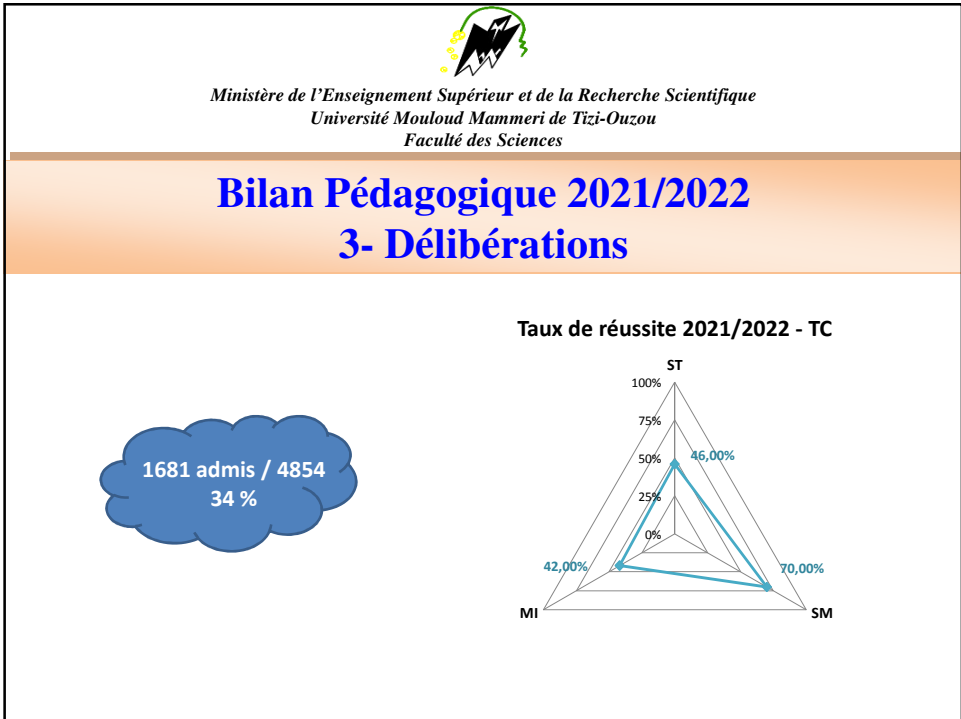 Ministère de l’Enseignement Supérieur et de la Recherche Scientifique
Université Mouloud Mammeri de Tizi-Ouzou
Faculté des Sciences
Bilan Pédagogique 2021/2022
3- Délibérations
1681 admis / 4854
34 %
Taux de réussite 2021/2022 - TC
ST
100%
75%
50%
46,00%
25%
0%
42,00%
70,00%
MI
SM